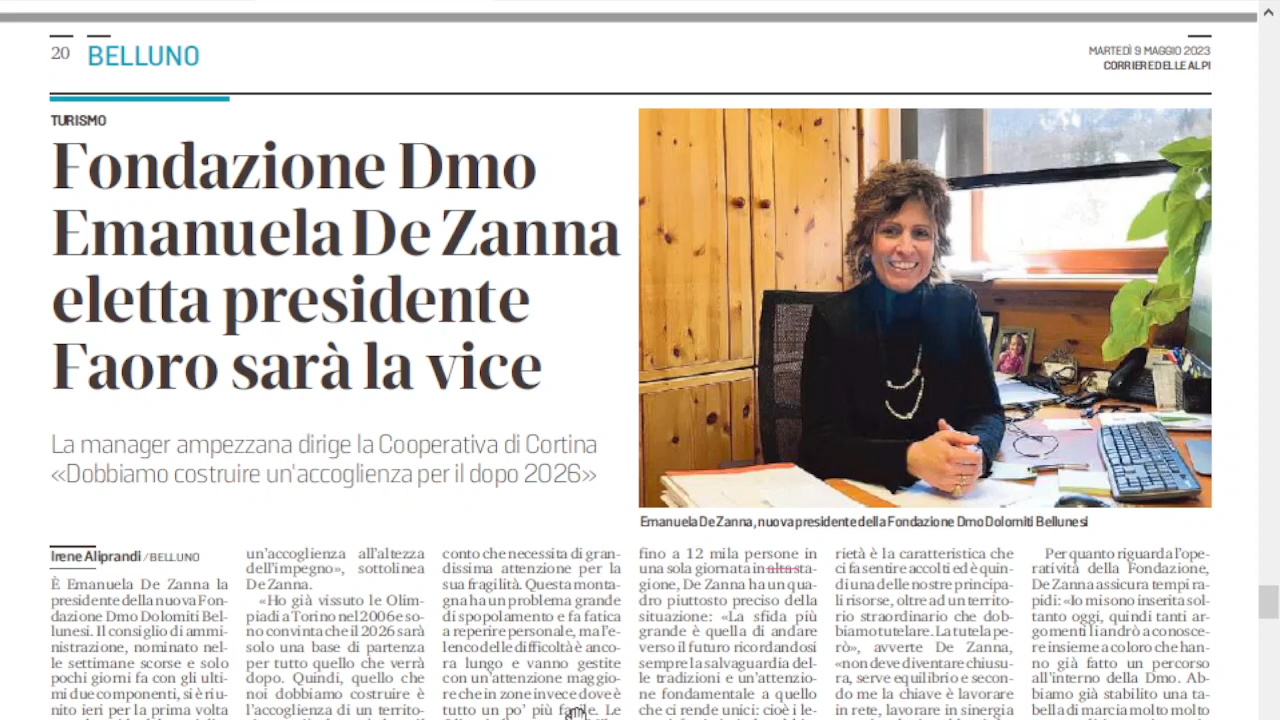 20 BELLUNO
MARTEDÌ 9 MAGGIO 2023
CORRIERE DELLE ALPI
TURISMO
Fondazione Dmo
Emanuela De Zanna
eletta presidente
Faoro sarà la vice
La manager ampezzana dirige la Cooperativa di Cortina
«Dobbiamo costruire un'accoglienza per il dopo 2026»
Emanuela De Zanna, nuova presidente della Fondazione Dmo Dolomiti Bellunesi
Irene Aliprandi / BELLUNO
È Emanuela De Zanna la
presidente della nuova Fon-
dazione Dmo Dolomiti Bel-
lunesi. Il consiglio di ammi-
nistrazione, nominato nel-
le settimane scorse e solo
pochi giorni fa con gli ulti-
mi due componenti, si è riu-
nito ieri per la prima volta
un'accoglienza all'altezza
dell'impegno», sottolinea
De Zanna.
«Ho già vissuto le Olim-
piadi a Torino nel 2006 e so-
no convinta che il 2026 sarà
solo una base di partenza
per tutto quello che verrà
dopo. Quindi, quello che
noi dobbiamo costruire è
l'accoglienza di un territo-
conto che necessita di gran-
dissima attenzione per la
sua fragilità. Questa monta-
gna ha un problema grande
di spopolamento e fa fatica
a reperire personale, ma l'e-
lenco delle difficoltà è anco-
ra lungo e vanno gestite
con un'attenzione maggio-
re che in zone invece dove è
tutto un po' più facile. Le
fino a 12 mila persone in
una sola giornata in alta sta-
gione, De Zanna ha un qua-
dro piuttosto preciso della
situazione: «La sfida più
grande è quella di andare
verso il futuro ricordandosi
sempre la salvaguardia del-
le tradizioni e un'attenzio-
ne fondamentale a quello
che ci rende unici: cioè i le-
rietà è la caratteristica che
ci fa sentire accolti ed è quin-
di una delle nostre principa-
li risorse, oltre ad un territo-
rio straordinario che dob-
biamo tutelare. La tutela pe-
rò», avverte De Zanna,
«non deve diventare chiusu-
ra, serve equilibrio e secon-
do me la chiave è lavorare
in rete, lavorare in sinergia
Per quanto riguarda l'ope-
ratività della Fondazione,
De Zanna assicura tempi ra-
pidi: «Io mi sono inserita sol-
tanto oggi, quindi tanti ar-
gomenti li andrò a conosce-
re insieme a coloro che han-
no già fatto un percorso
all'interno della Dmo. Ab-
biamo già stabilito una ta-
bella di marcia molto molto